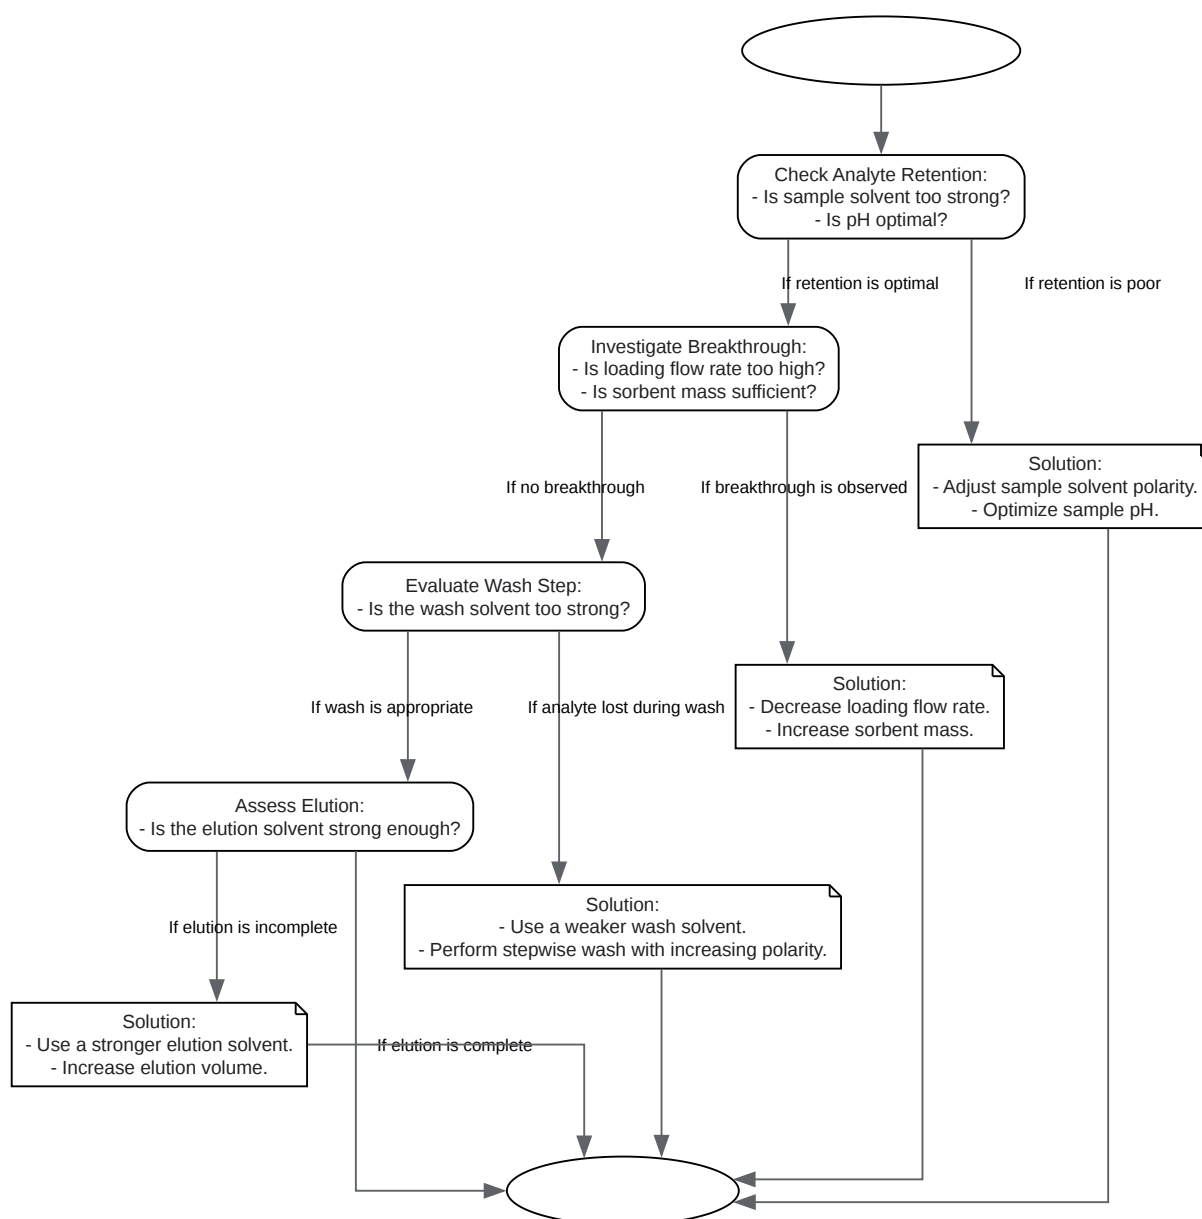 Check Analyte Retention:
- Is sample solvent too strong?
- Is pH optimal?
If retention is optimal
If retention is poor
Investigate Breakthrough:
- Is loading flow rate too high?
- Is sorbent mass sufficient?
If no breakthrough
If breakthrough is observed
Solution:
- Adjust sample solvent polarity.
- Optimize sample pH.
Evaluate Wash Step:
- Is the wash solvent too strong?
If wash is appropriate
If analyte lost during wash
Solution:
- Decrease loading flow rate.
- Increase sorbent mass.
Assess Elution:
- Is the elution solvent strong enough?
If elution is incomplete
Solution:
- Use a weaker wash solvent.
- Perform stepwise wash with increasing polarity.
Solution:
- Use a stronger elution solvent.
- Increase elution volume.
If elution is complete